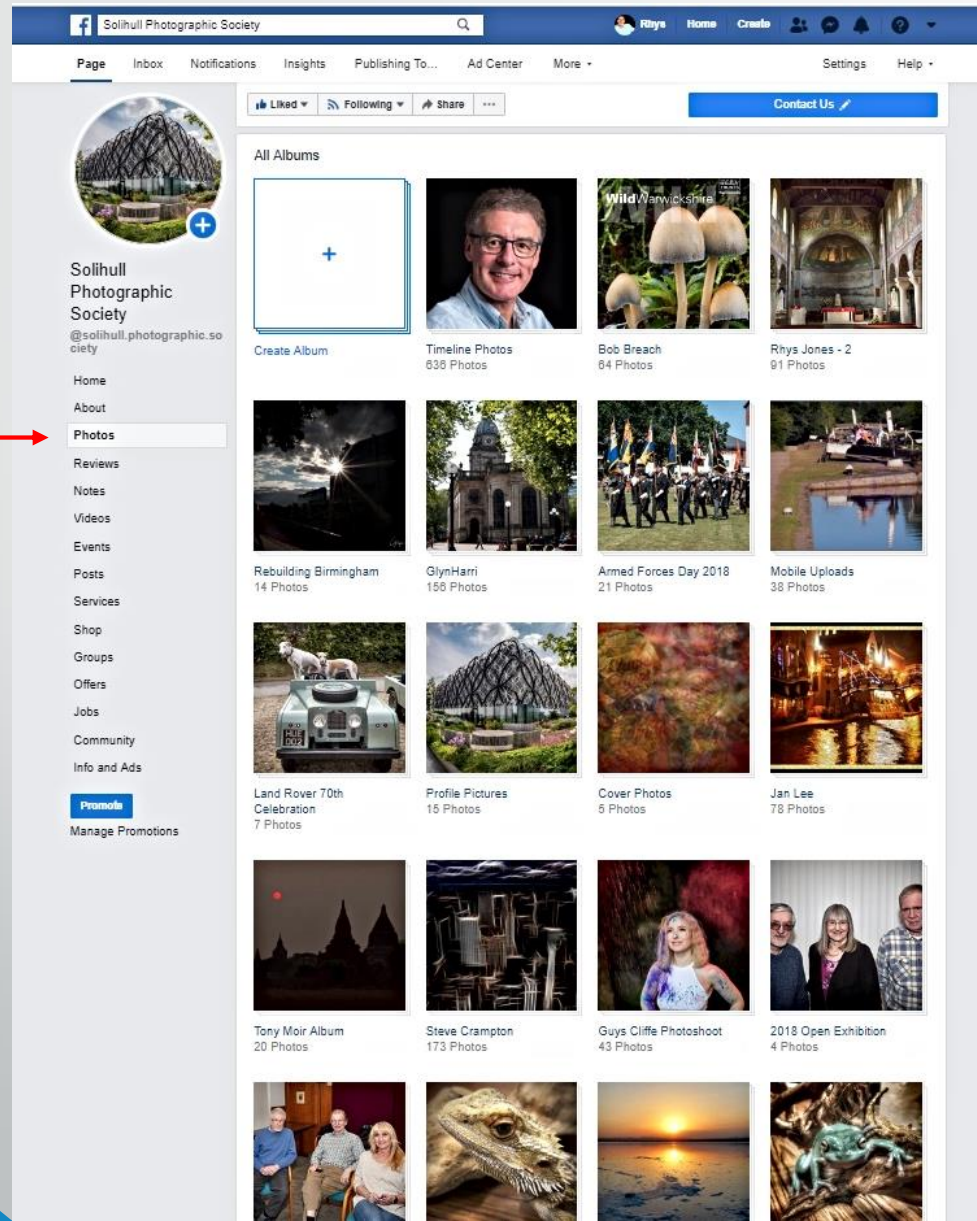 Solihull Photographic Society
Rhys Home Create
Page Inbox Notifications Insights Publishing To... Ad Center More Settings Help
Liked Following Share ...
Contact Us
All Albums
Solihull
Photographic
Society
@solihull.photographic.so
ciety
Home
About
Photos
Reviews
Notes
Videos
Events
Posts
Services
Shop
Groups
Offers
Jobs
Community
Info and Ads
Promote
Manage Promotions
+
Create Album
Timeline Photos
636 Photos
WildWarwickshire
Bob Breach
64 Photos
Rhys Jones - 2
91 Photos
Rebuilding Birmingham
14 Photos
GlynHarri
156 Photos
Armed Forces Day 2018
21 Photos
Mobile Uploads
38 Photos
HUE
Land Rover 70th
Celebration
7 Photos
Profile Pictures
15 Photos
Cover Photos
5 Photos
Jan Lee
78 Photos
Tony Moir Album
20 Photos
Steve Crampton
173 Photos
Guys Cliffe Photoshoot
43 Photos
2018 Open Exhibition
4 Photos